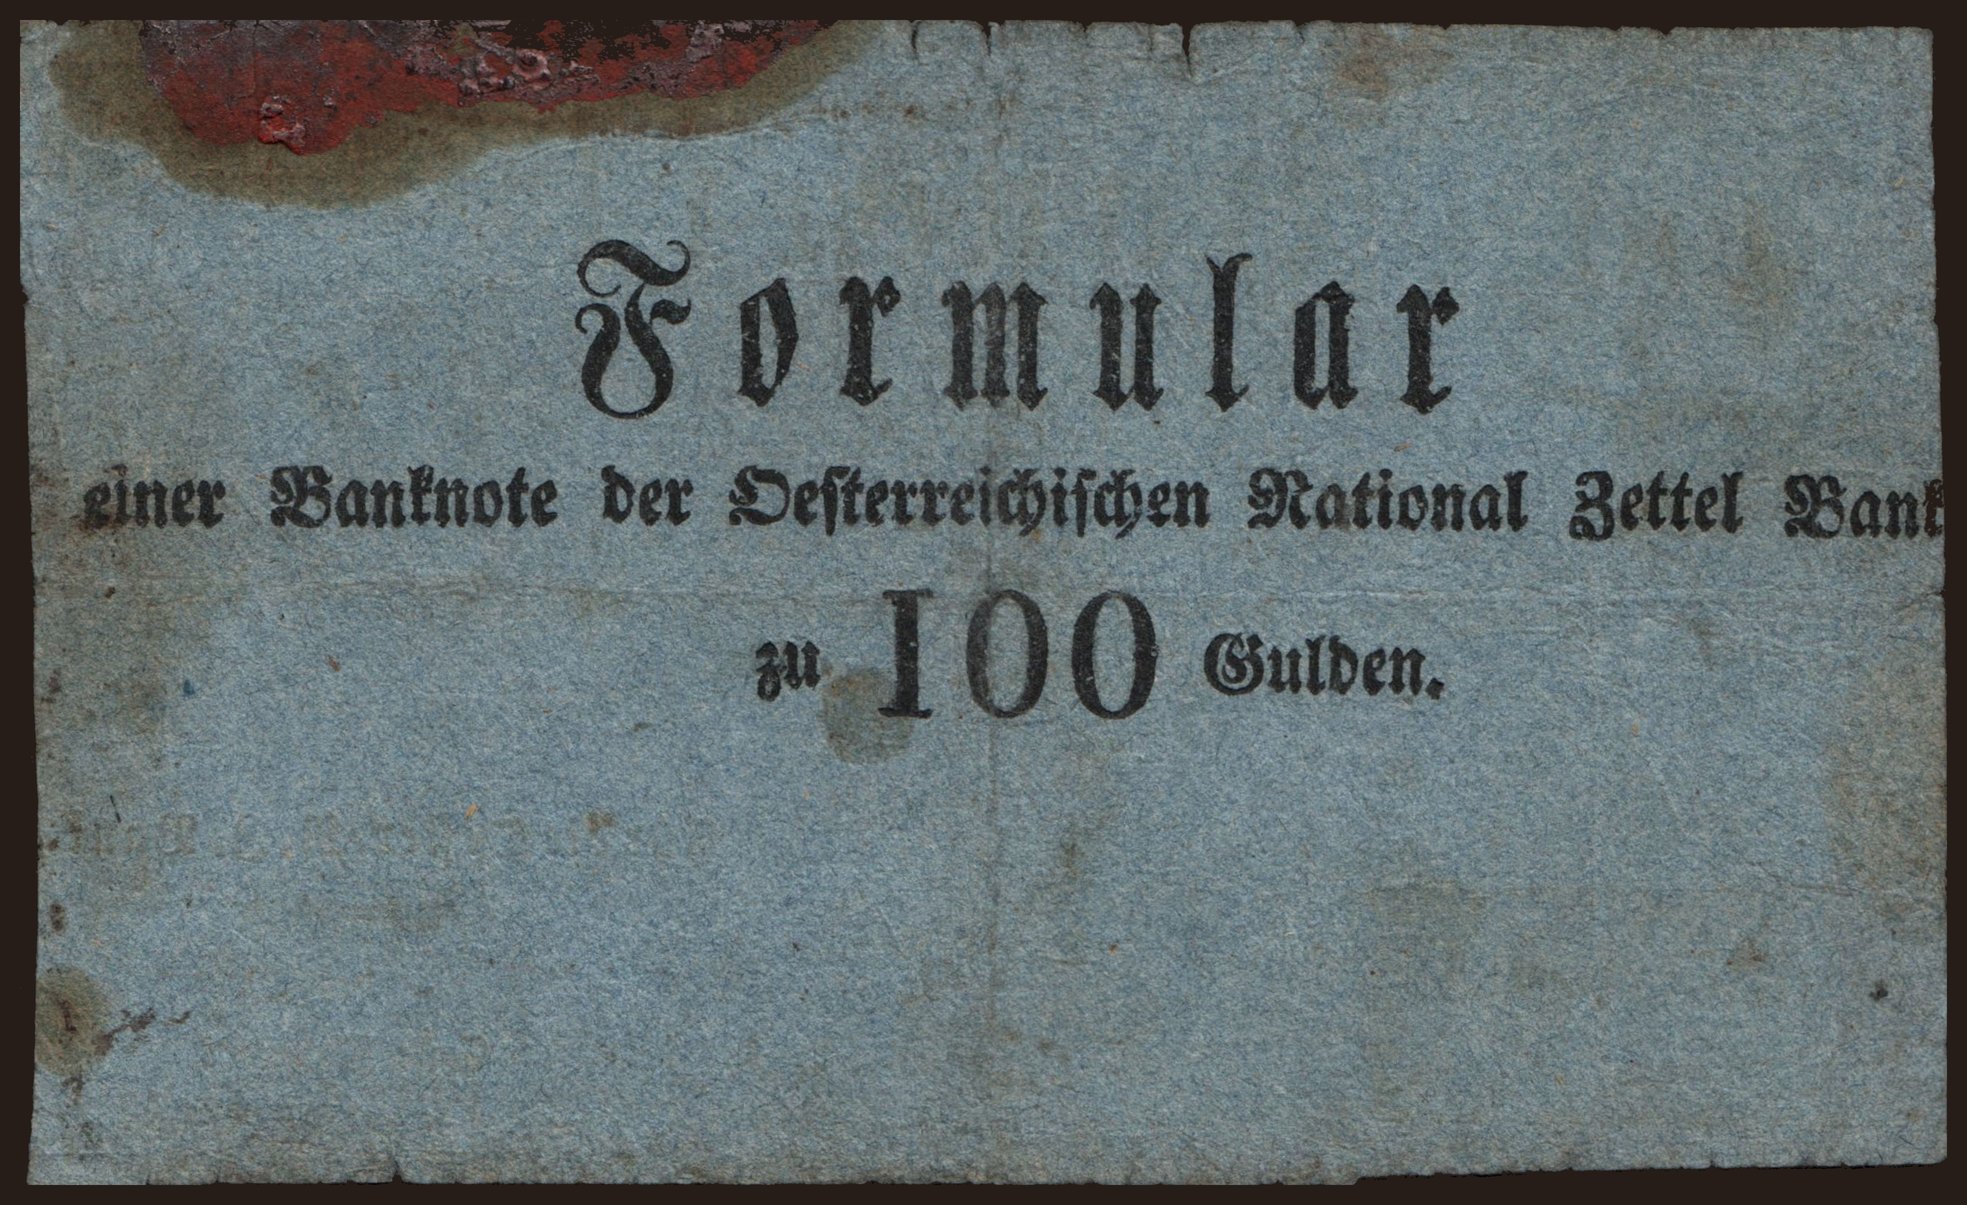 Formular
einer Banknote der Oesterreichischen National Zettel Bank
zu 100 Gulden.